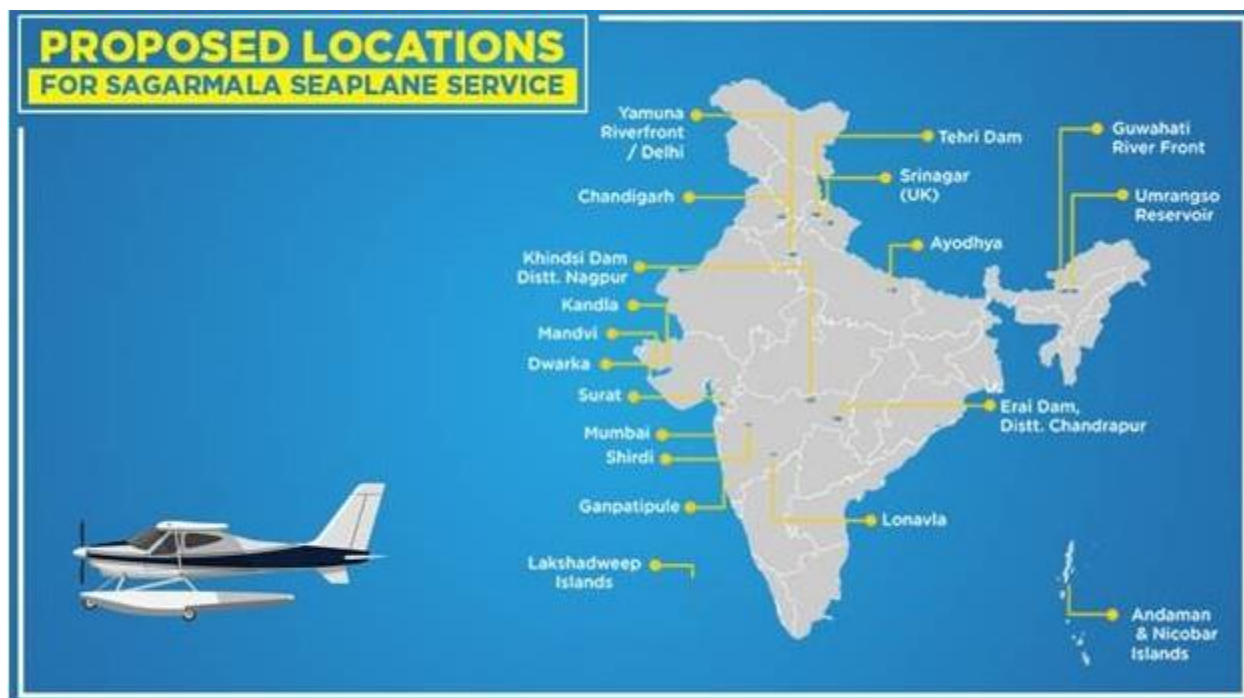 PROPOSED LOCATIONS
FOR SAGARMALA SEAPLANE SERVICE
Yamuna
Riverfront
/ Delhi
Chandigarh
Khindsi Dam
Distt. Nagpur
Kandla
Mandvi
Dwarka
Surat
Mumbai
Shirdi
Ganpatipule
Lakshadweep
Islands
Tehri Dam
Srinagar
(UK)
Ayodhya
Guwahati
River Front
Umrangso
Reservoir
Erai Dam,
Distt. Chandrapur
Lonavla
Andaman
& Nicobar
Islands